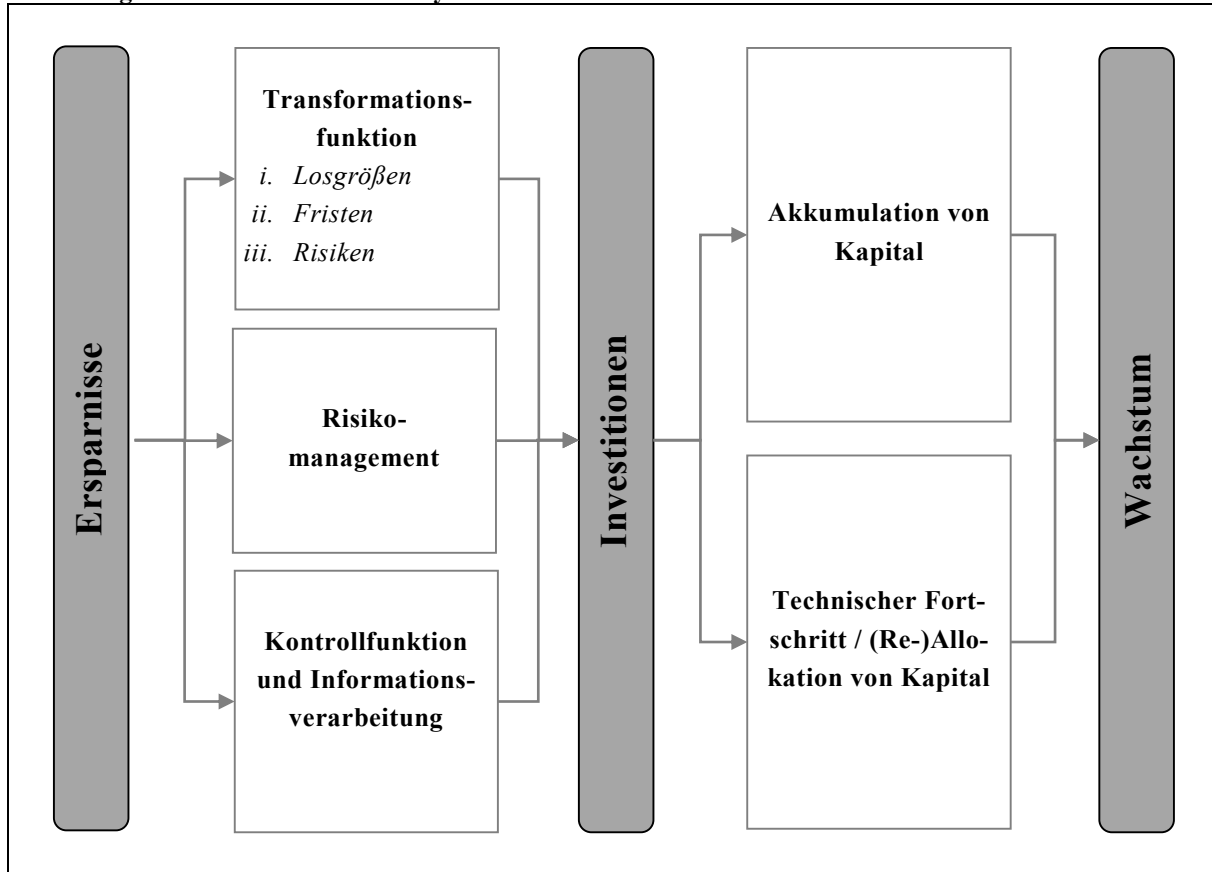 Ersparnisse
Transformations-
funktion
i. Losgrößen
ii. Fristen
iii. Risiken
Risiko-
management
Kontrollfunktion
und Informations-
verarbeitung
Investitionen
Akkumulation von
Kapital
Technischer Fort-
schritt / (Re-)Allo-
kation von Kapital
Wachstum